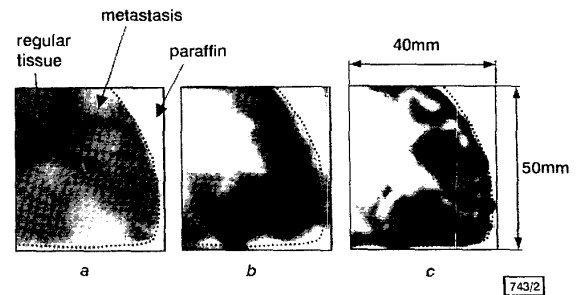 metastasis
regular
tissue
paraffin
40mm
50mm
a
b
c
743/2